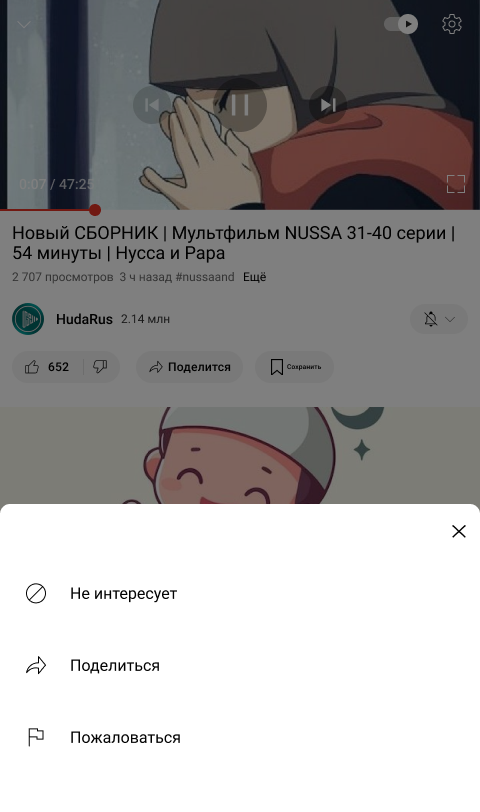 0:07 / 47:25
Новый СБОРНИК | Мультфильм NUSSA 31-40 серии |
54 минуты | Нусса и Рара
2 707 просмотров 3 ч назад #nussaand Ещё
HudaRus 2.14 млн
652 Поделится Сохранить
Не интересует
Поделиться
Пожаловаться